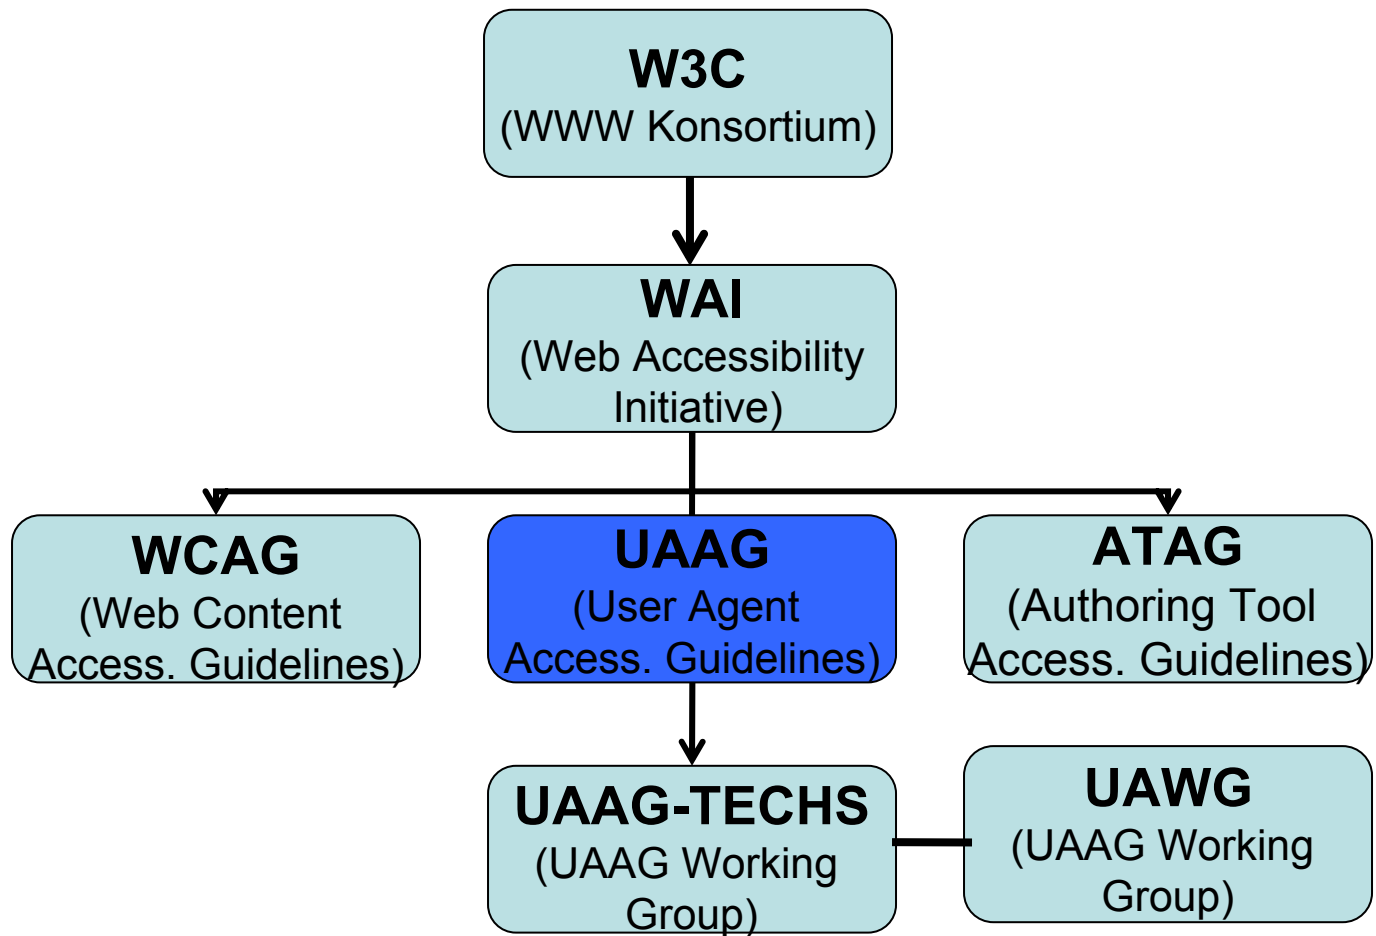 W3C
(WWW Konsortium)
WAI
(Web Accessibility
Initiative)
WCAG
(Web Content
Access. Guidelines)
UAAG
(User Agent
Access. Guidelines)
ATAG
(Authoring Tool
Access. Guidelines)
UAAG-TECHS
(UAAG Working
Group)
UAWG
(UAAG Working
Group)